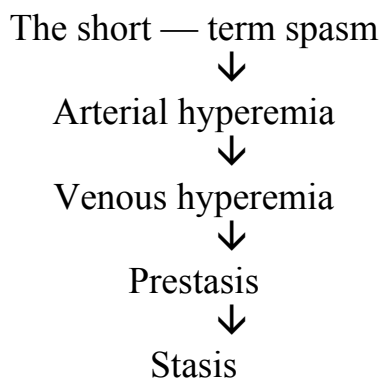 The short — term spasm
↓
Arterial hyperemia
↓
Venous hyperemia
↓
Prestasis
↓
Stasis